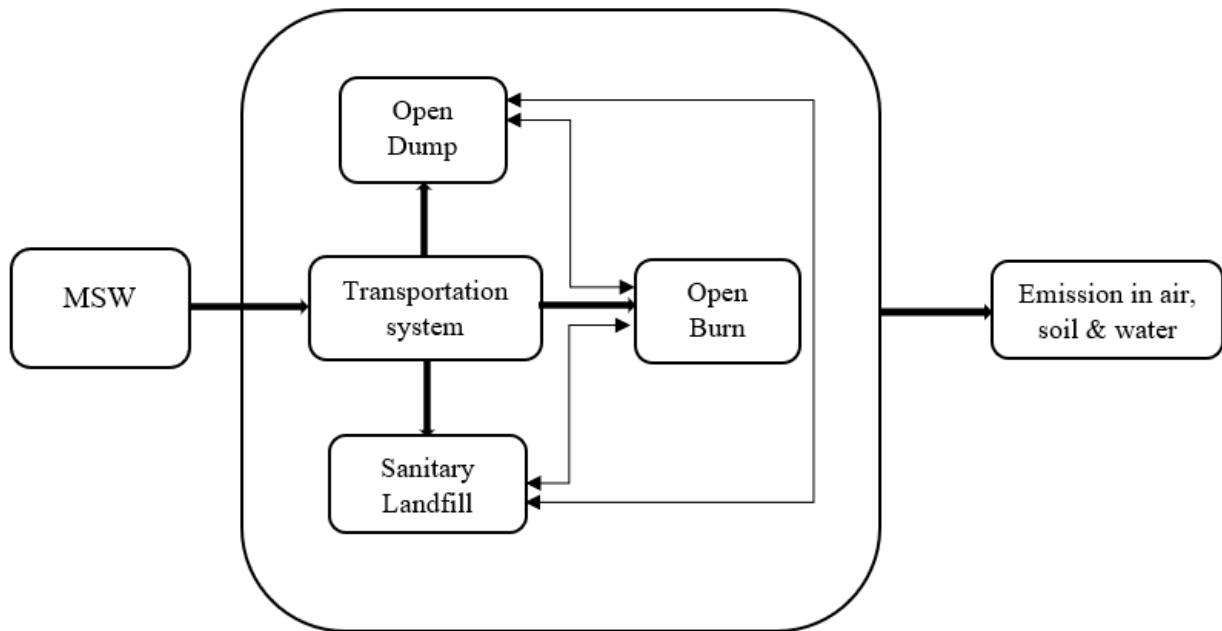 Open
Dump
MSW
Transportation
system
Open
Burn
Emission in air,
soil & water
Sanitary
Landfill